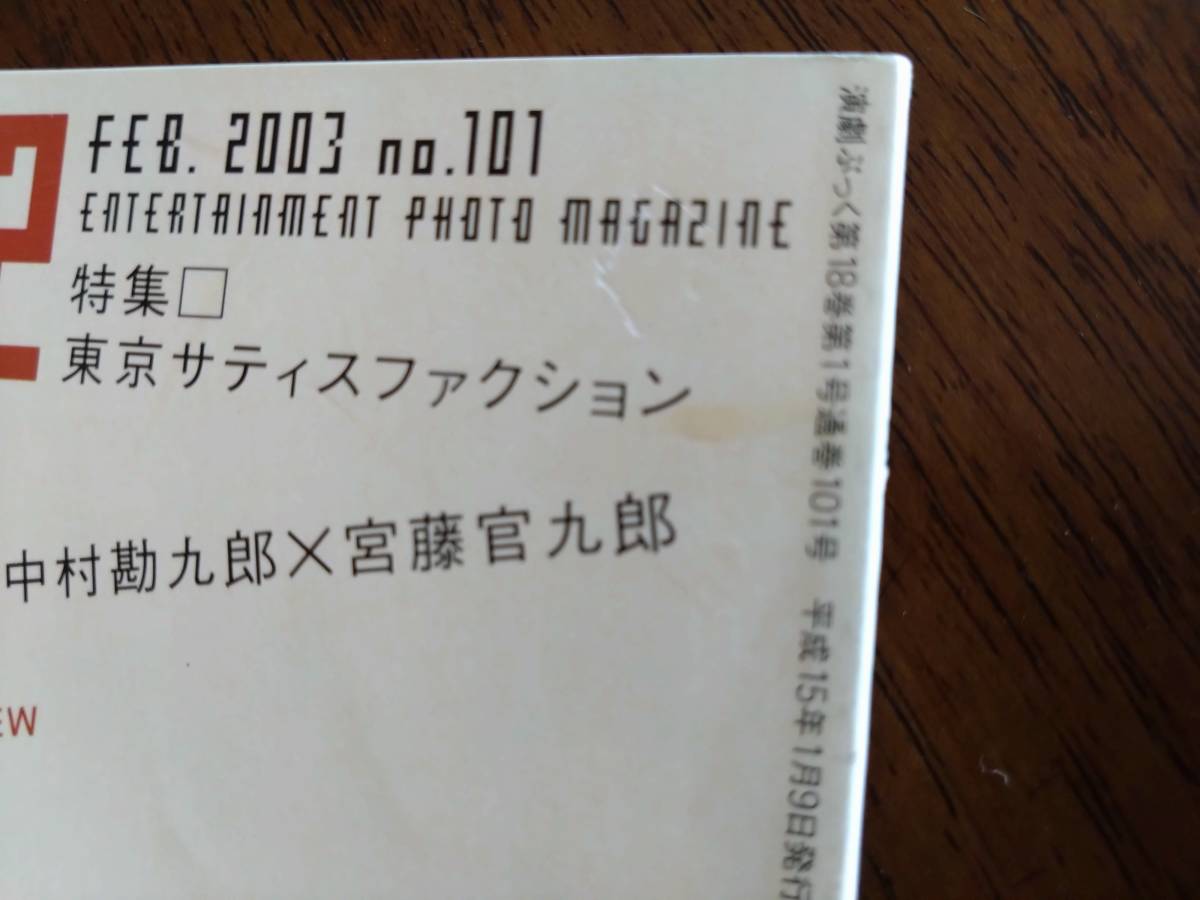 FEB. 2003 no.101
ENTERTAINMENT PHOTO MAGAZINE
特集□
東京サティスファクション
中村勘九郎×宮藤官九郎
EW
演劇ぶっく第18巻第1号通巻101号 平成15年1月9日発行